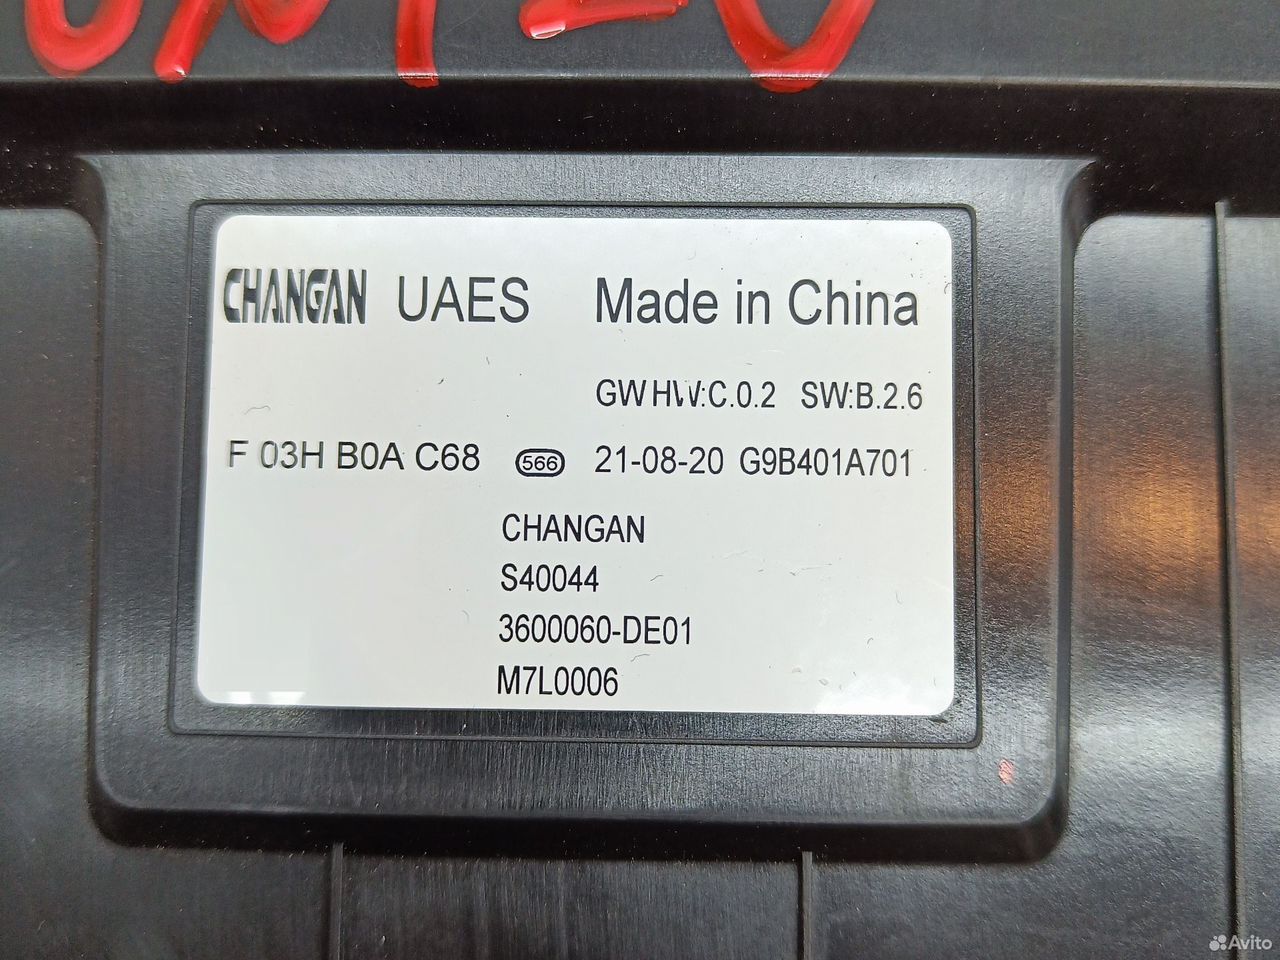 CHANGAN UAES Made in China
GW HW:C.0.2 SW:B.2.6
F 03H B0A C68 566 21-08-20 G9B401A701
CHANGAN
S40044
3600060-DE01
M7L0006
Avito